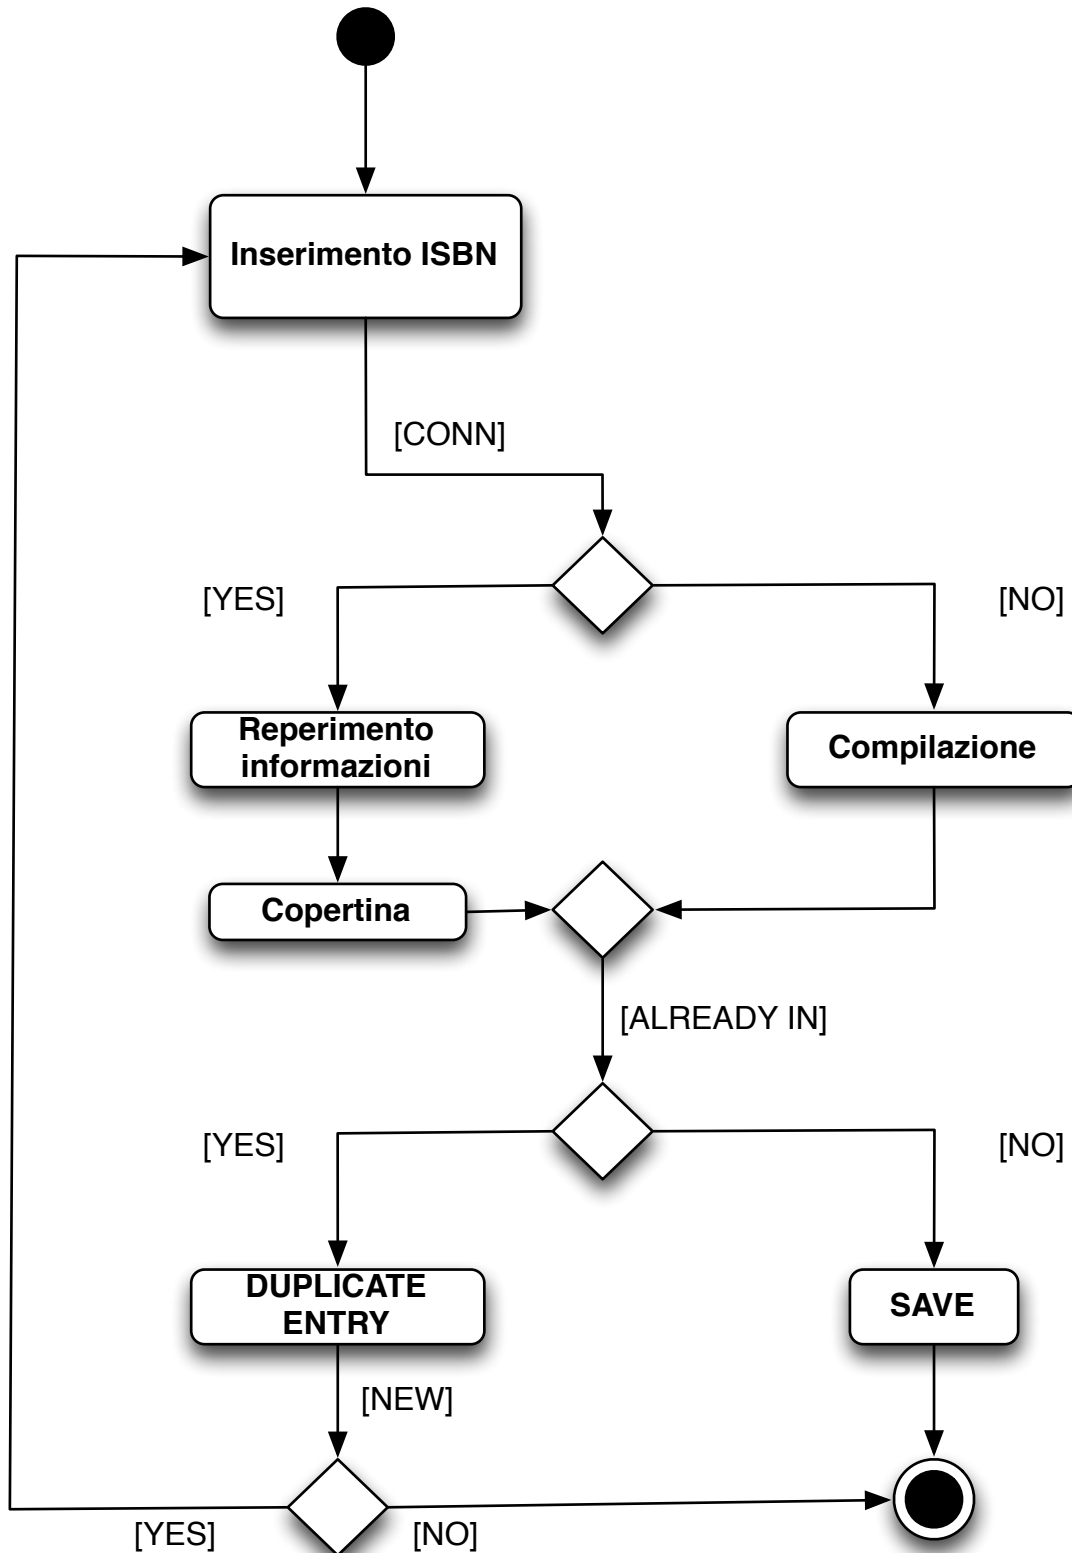 Inserimento ISBN
[CONN]
[YES]
[NO]
Reperimento
informazioni
Compilazione
Copertina
[ALREADY IN]
[YES]
[NO]
DUPLICATE
ENTRY
SAVE
[NEW]
[YES]
[NO]